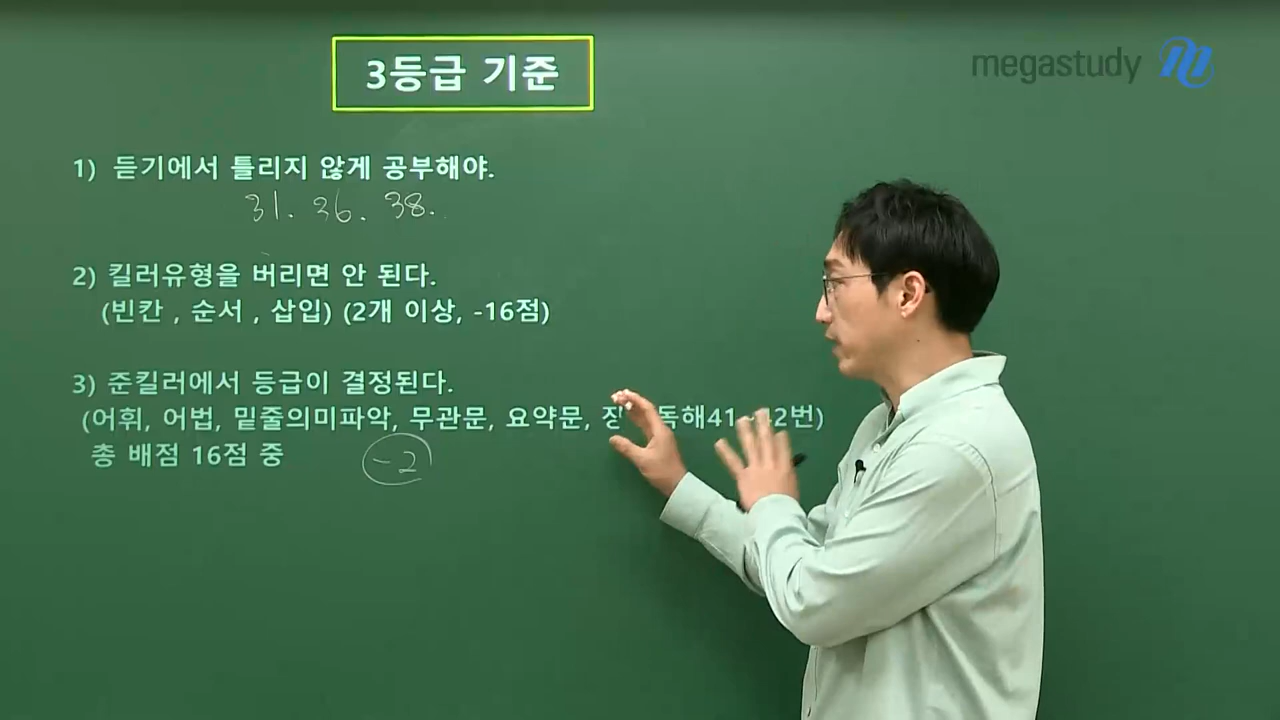 3등급 기준
megastudy
1) 듣기에서 틀리지 않게 공부해야.
31. 36. 38.
2) 킬러유형을 버리면 안 된다.
(빈칸 , 순서 , 삽입) (2개 이상, -16점)
3) 준킬러에서 등급이 결정된다.
(어휘, 어법, 밑줄의미파악, 무관문, 요약문, 독해41 42번)
총 배점 16점 중 -2